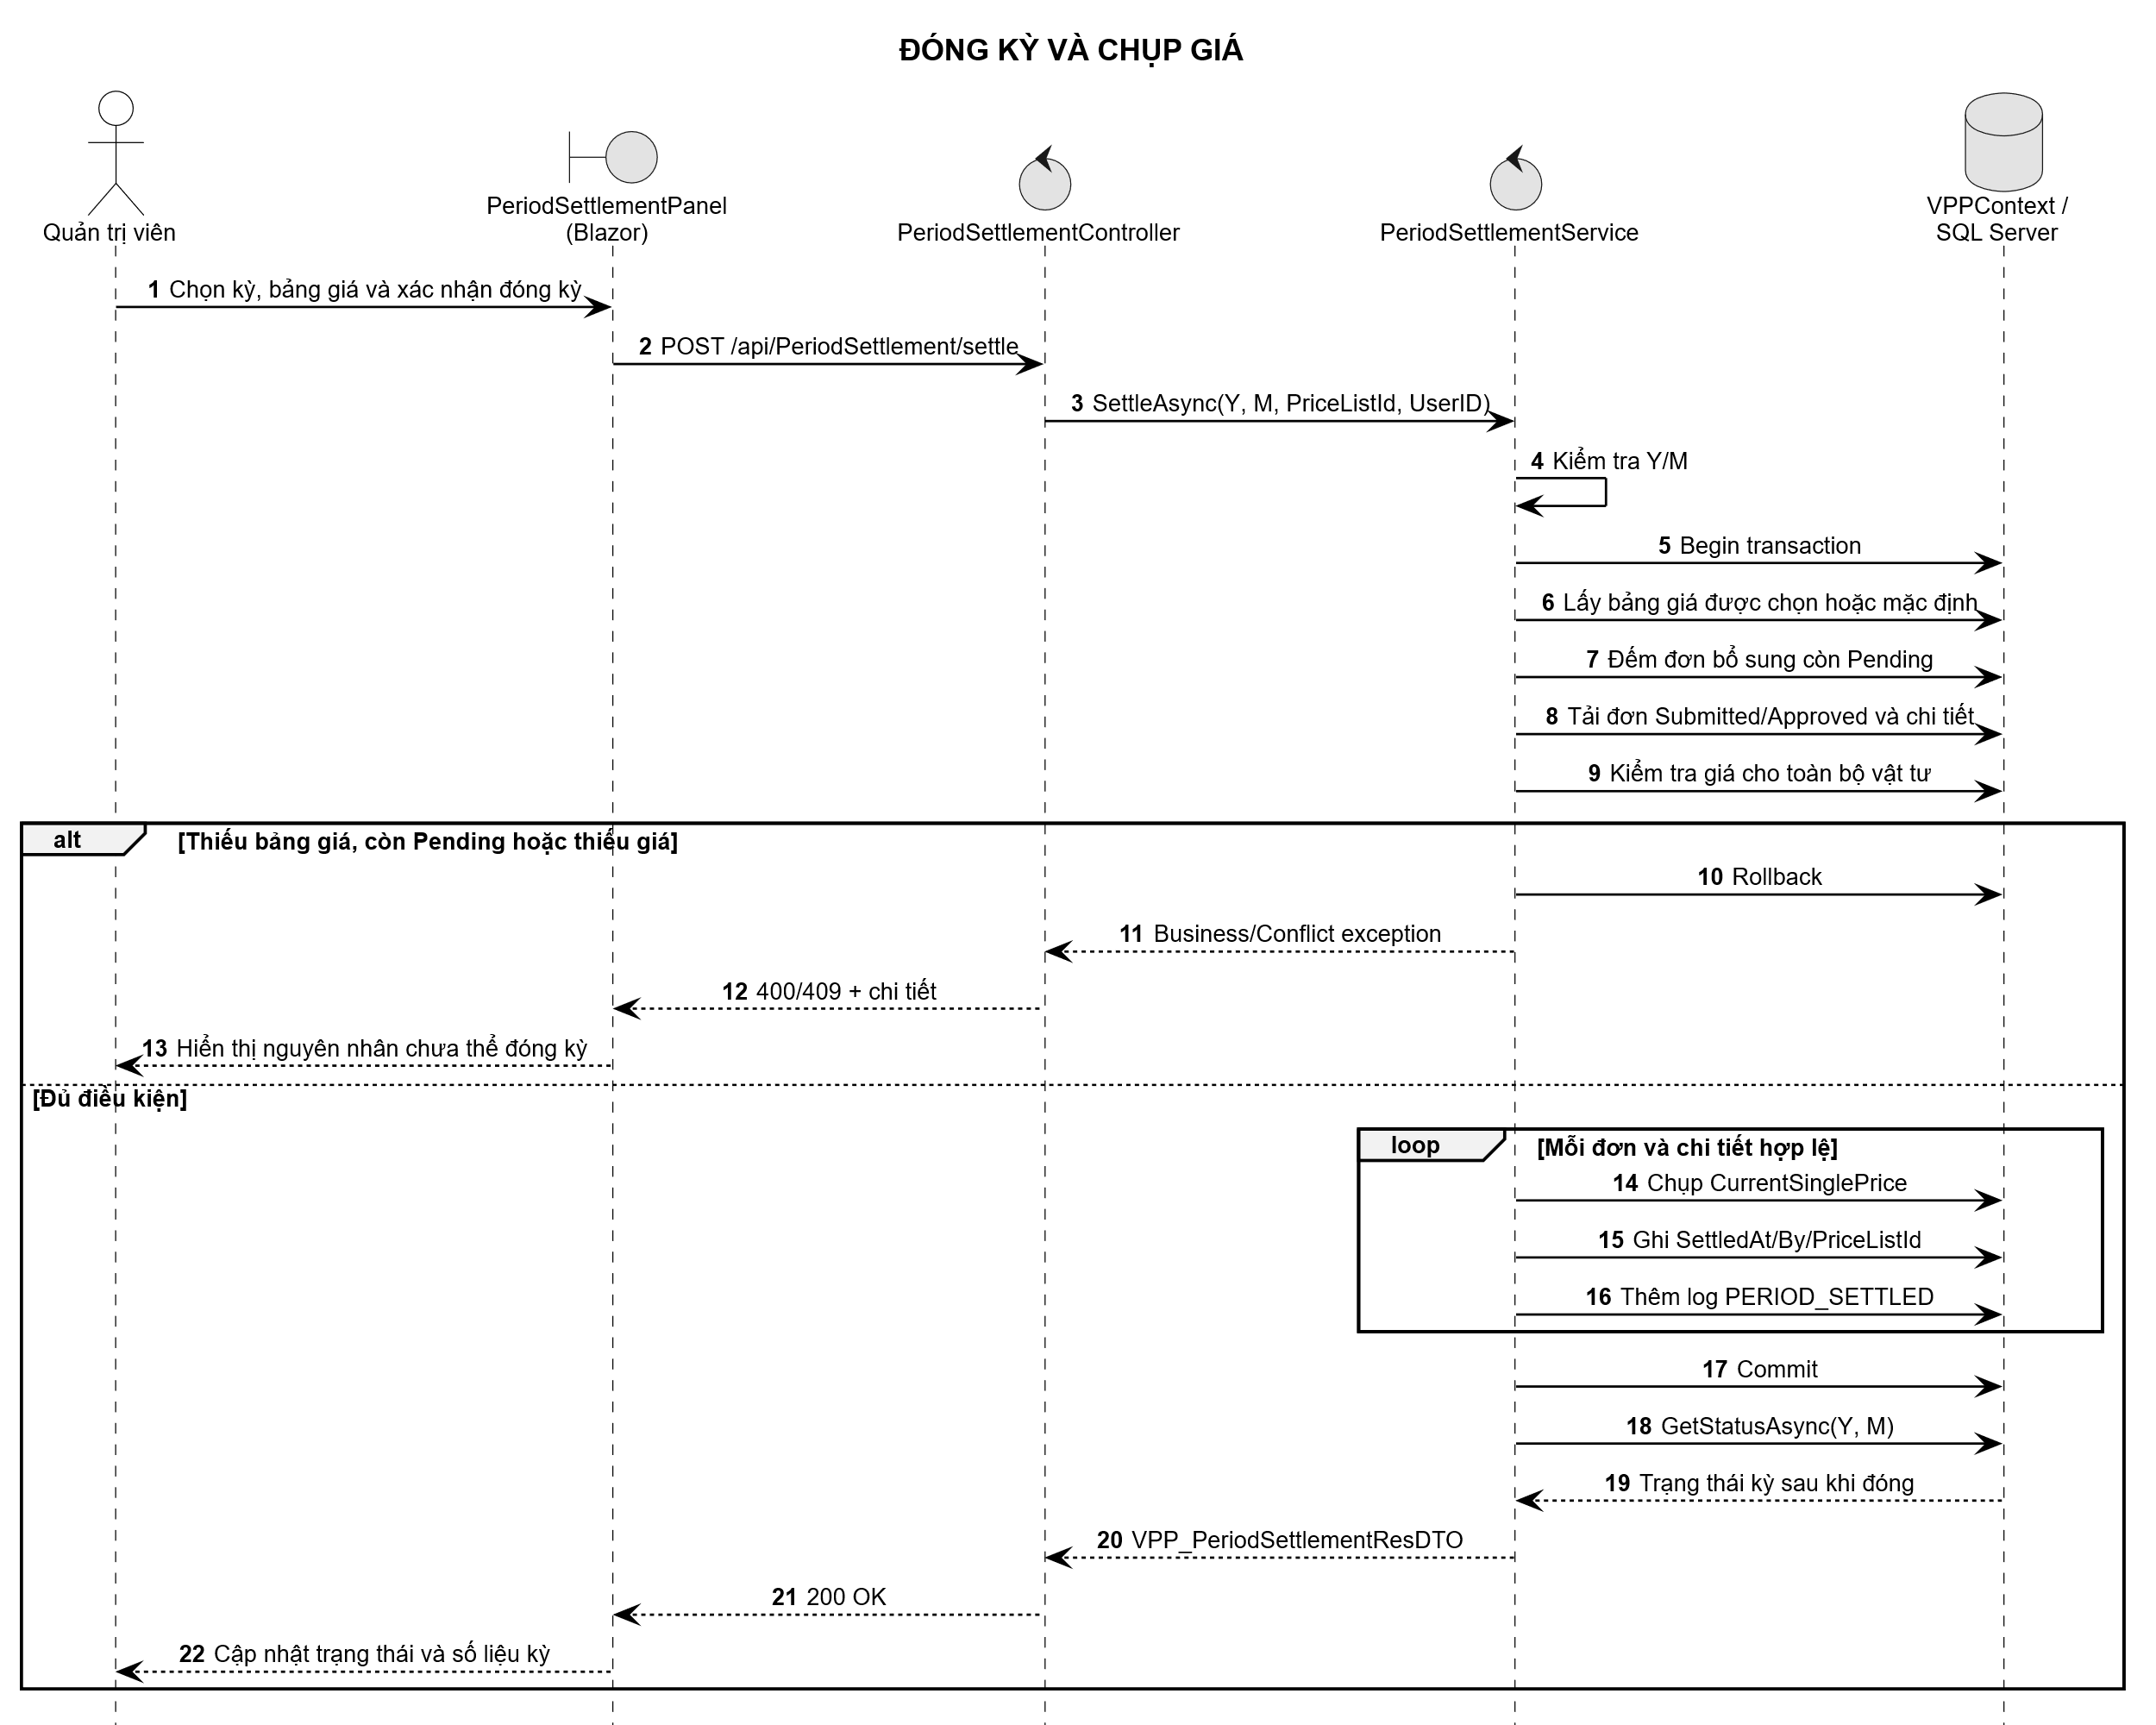 ĐÓNG KỲ VÀ CHỤP GIÁ
Quản trị viên
PeriodSettlementPanel
(Blazor)
PeriodSettlementController
PeriodSettlementService
VPPContext /
SQL Server
1 Chọn kỳ, bảng giá và xác nhận đóng kỳ
2 POST /api/PeriodSettlement/settle
3 SettleAsync(Y, M, PriceListId, UserID)
4 Kiểm tra Y/M
5 Begin transaction
6 Lấy bảng giá được chọn hoặc mặc định
7 Đếm đơn bổ sung còn Pending
8 Tải đơn Submitted/Approved và chi tiết
9 Kiểm tra giá cho toàn bộ vật tư
alt [Thiếu bảng giá, còn Pending hoặc thiếu giá]
10 Rollback
11 Business/Conflict exception
12 400/409 + chi tiết
13 Hiển thị nguyên nhân chưa thể đóng kỳ
[Đủ điều kiện]
loop [Mỗi đơn và chi tiết hợp lệ]
14 Chụp CurrentSinglePrice
15 Ghi SettledAt/By/PriceListId
16 Thêm log PERIOD_SETTLED
17 Commit
18 GetStatusAsync(Y, M)
19 Trạng thái kỳ sau khi đóng
20 VPP_PeriodSettlementResDTO
21 200 OK
22 Cập nhật trạng thái và số liệu kỳ